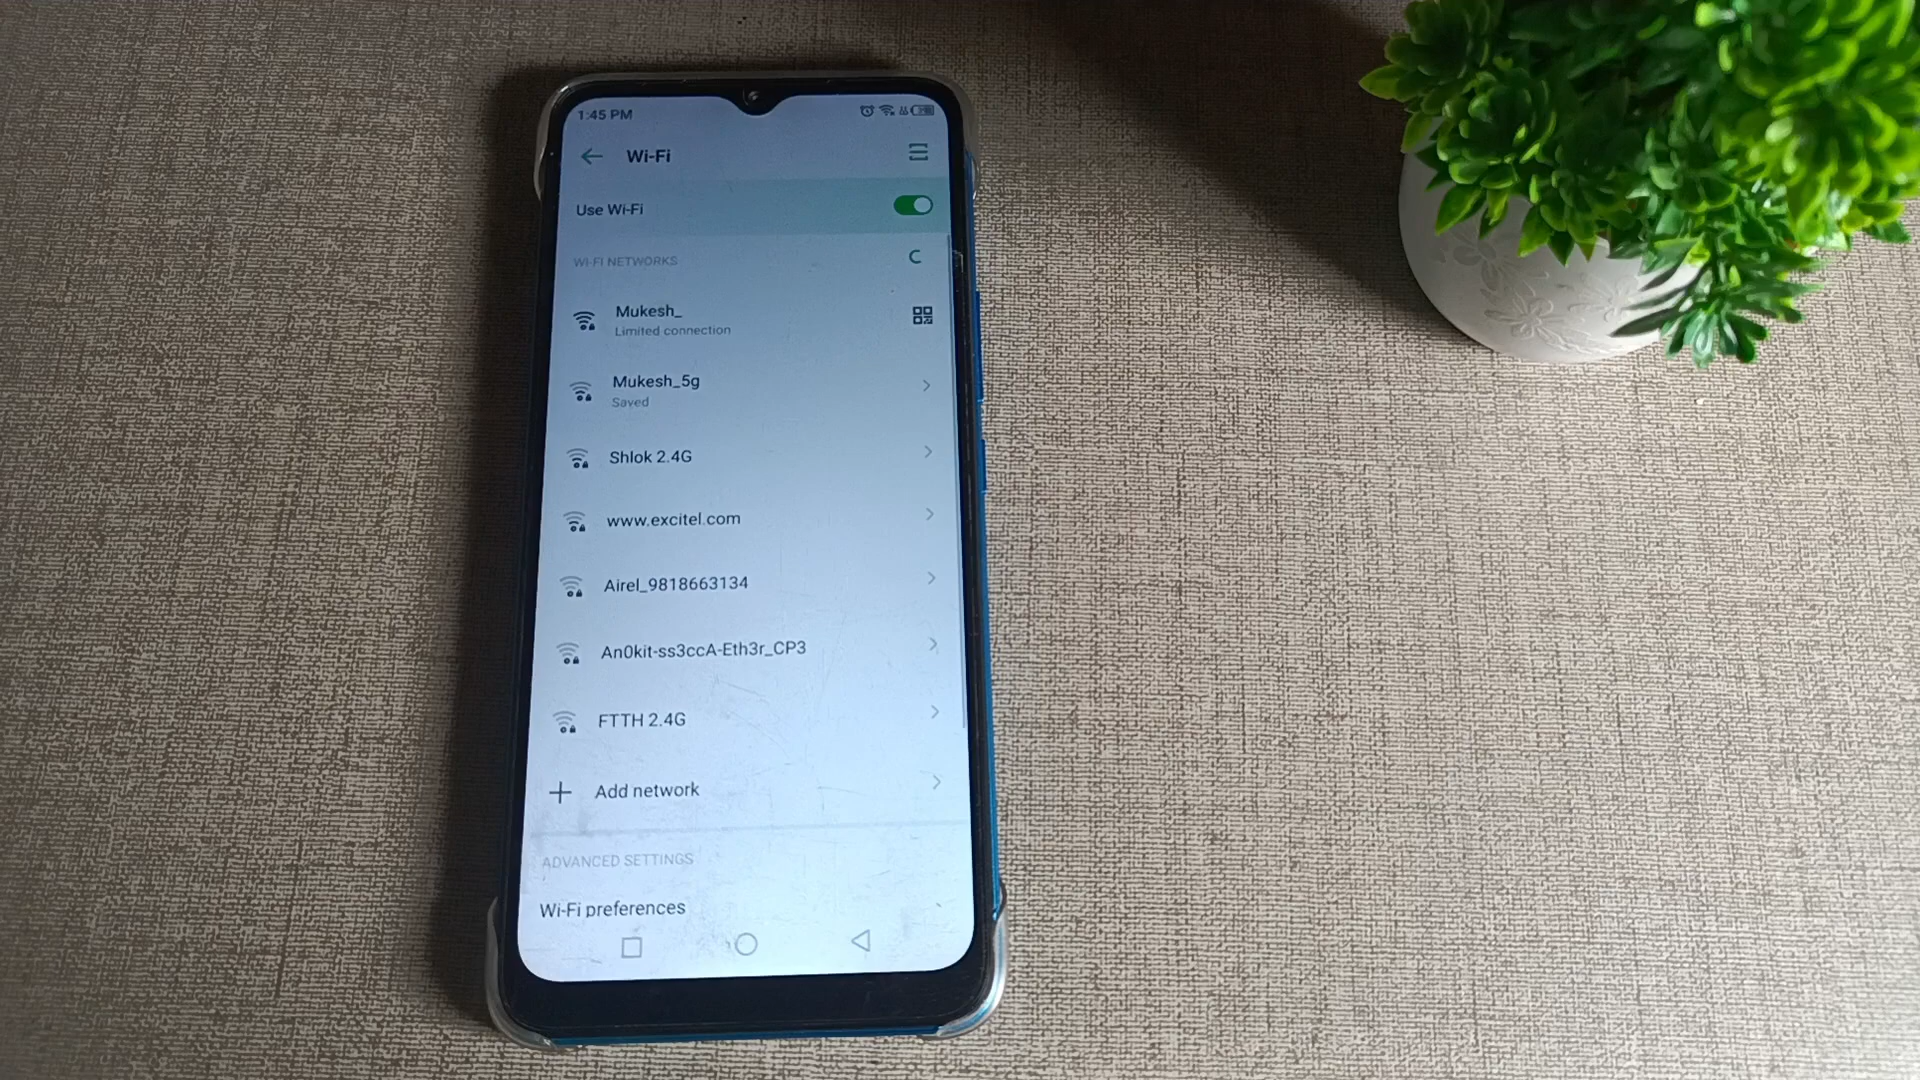 1:45 PM
Wi-Fi
Use Wi-Fi
WI-FI NETWORKS
Mukesh_
Limited connection
Mukesh_5g
Saved
Shlok 2.4G
www.excitel.com
Airel_9818663134
An0kit-ss3ccA-Eth3r_CP3
FTTH 2.4G
Add network
ADVANCED SETTINGS
Wi-Fi preferences